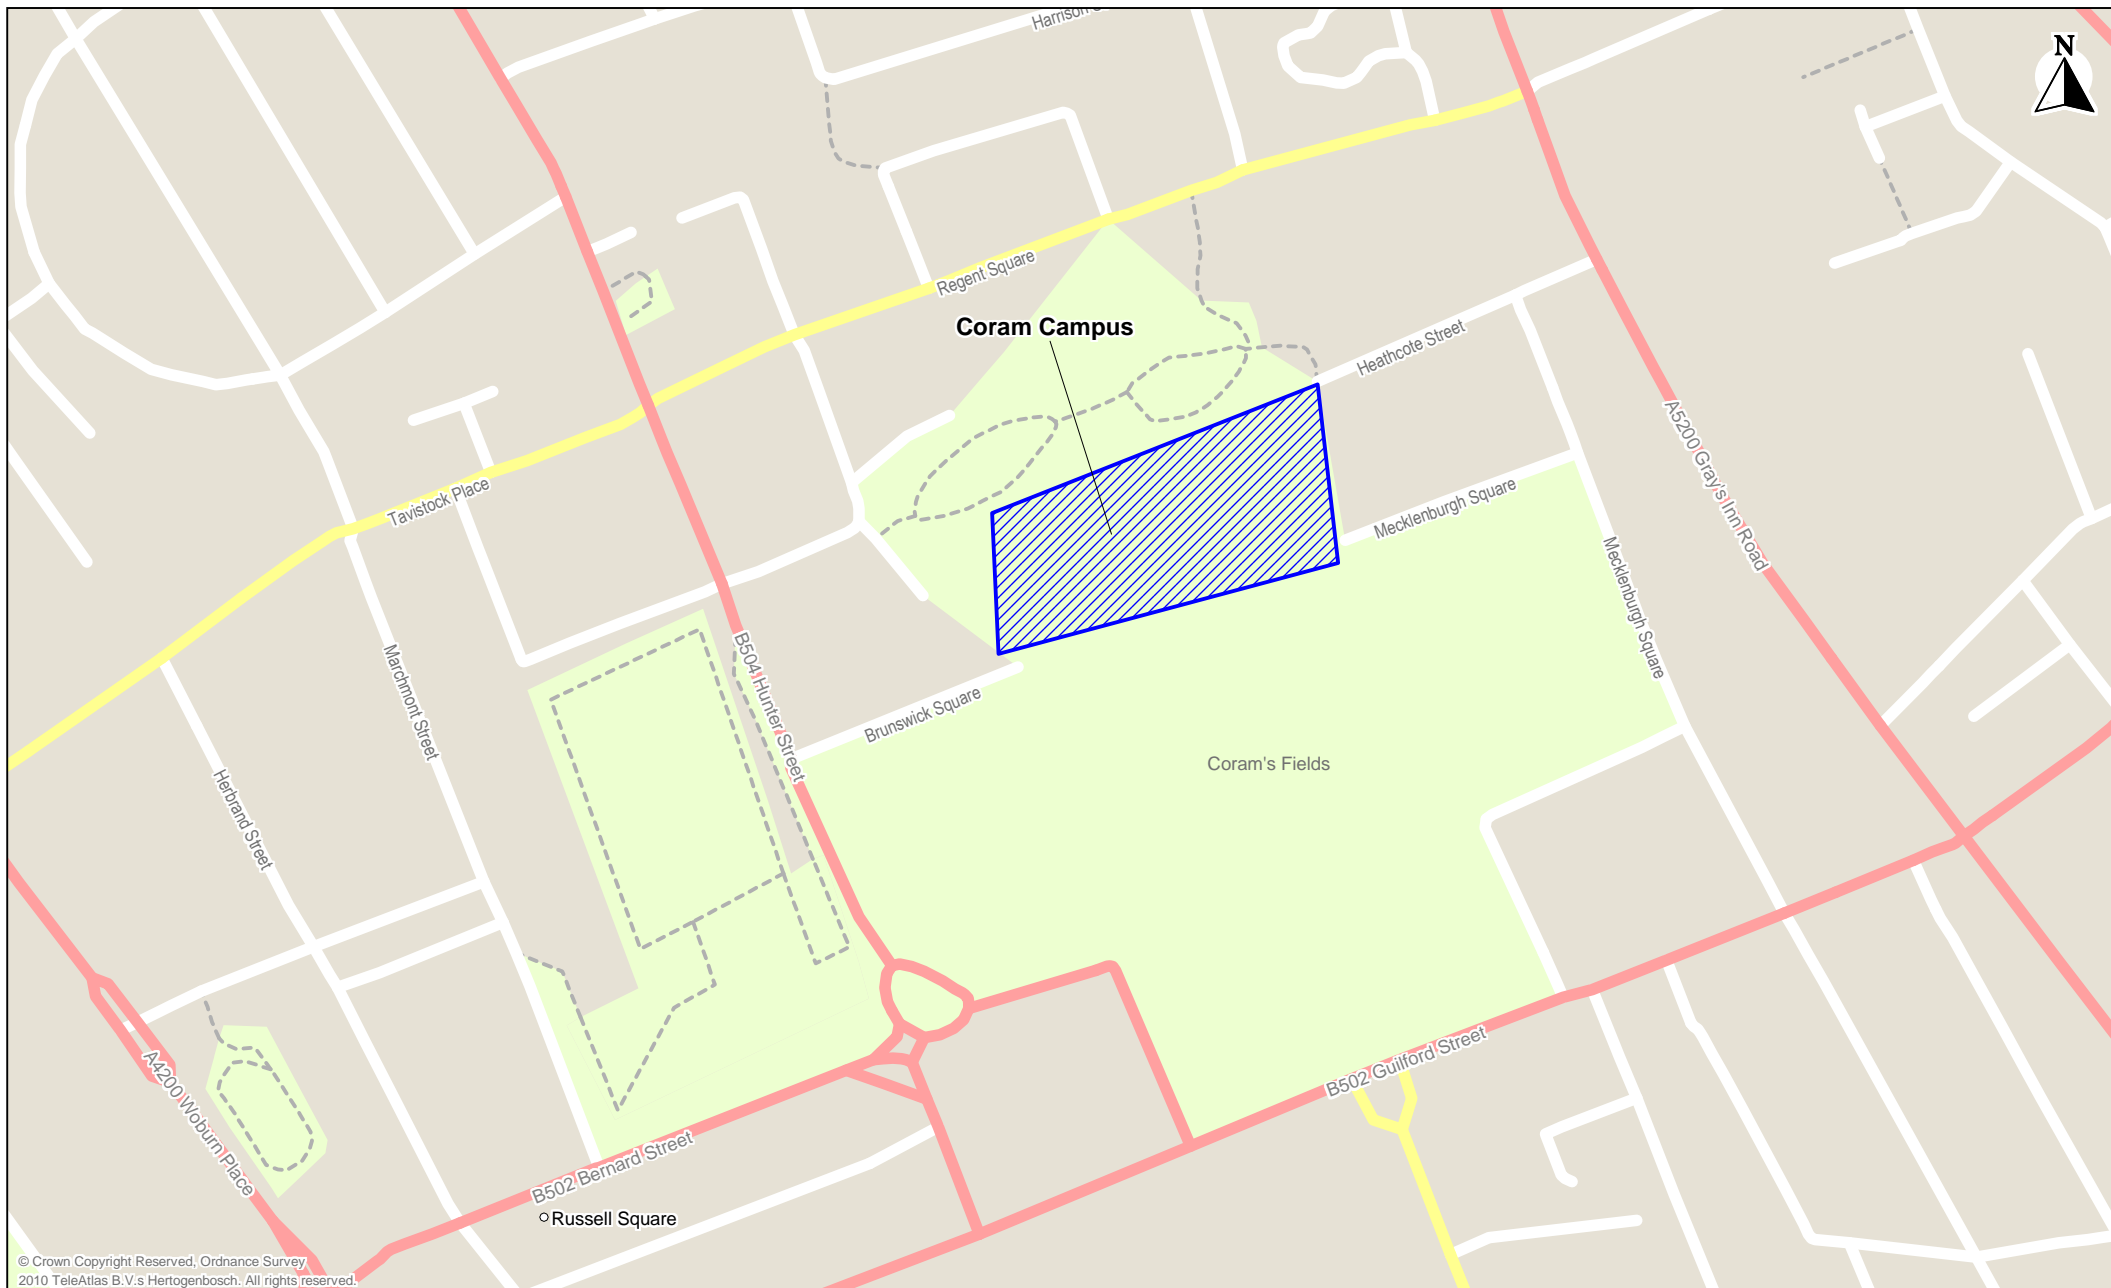 Harrison
N
Regent Square
Coram Campus
Heathcote Street
A5200 Gray's Inn Road
Tavistock Place
Mecklenburgh Square
Mecklenburgh Square
Marchmont Street
B504 Hunter Street
Brunswick Square
Herbrand Street
Coram's Fields
A4200 Woburn Place
B502 Guilford Street
B502 Bernard Street
Russell Square
© Crown Copyright Reserved, Ordnance Survey
2010 TeleAtlas B.V.s Hertogenbosch. All rights reserved.